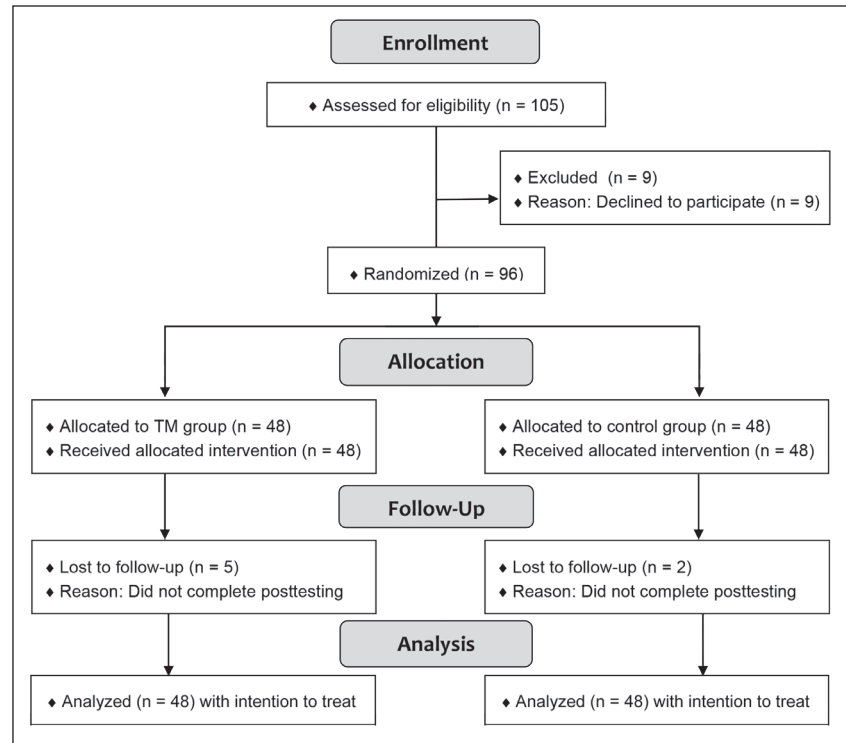 Enrollment
♦ Assessed for eligibility (n = 105)
♦ Excluded (n = 9)
♦ Reason: Declined to participate (n = 9)
♦ Randomized (n = 96)
Allocation
♦ Allocated to TM group (n = 48)
♦ Received allocated intervention (n = 48)
♦ Allocated to control group (n = 48)
♦ Received allocated intervention (n = 48)
Follow-Up
♦ Lost to follow-up (n = 5)
♦ Reason: Did not complete posttesting
♦ Lost to follow-up (n = 2)
♦ Reason: Did not complete posttesting
Analysis
♦ Analyzed (n = 48) with intention to treat
♦ Analyzed (n = 48) with intention to treat